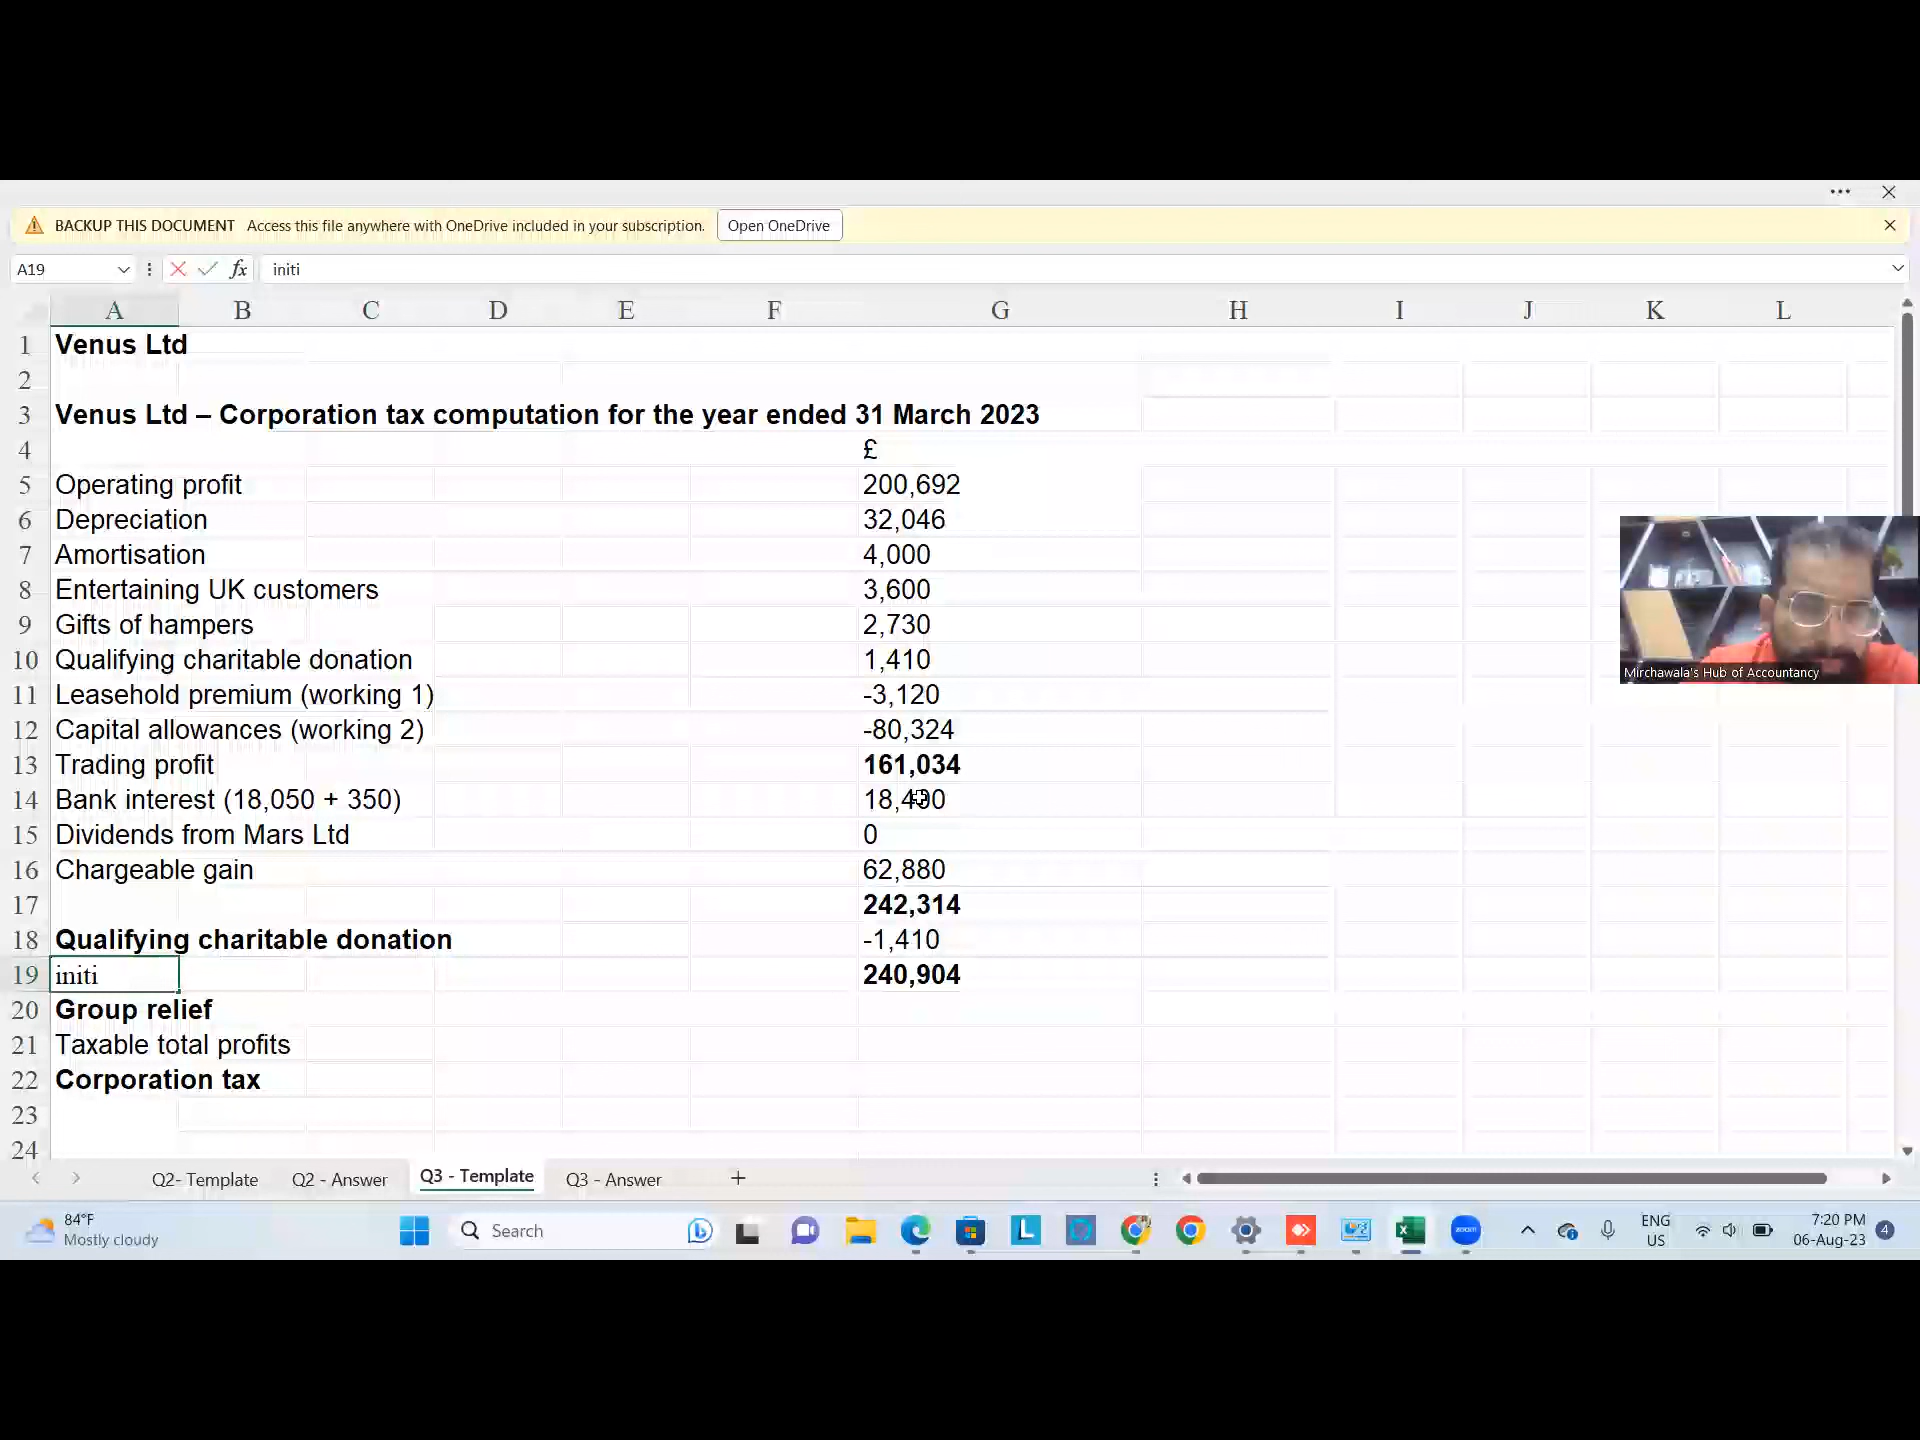 BACKUP THIS DOCUMENT Access this file anywhere with OneDrive included in your subscription. Open OneDrive
A19 fx initi
A B C D E F G H I J K L
1 Venus Ltd
2
3 Venus Ltd – Corporation tax computation for the year ended 31 March 2023
4 £
5 Operating profit 200,692
6 Depreciation 32,046
7 Amortisation 4,000
8 Entertaining UK customers 3,600
9 Gifts of hampers 2,730
10 Qualifying charitable donation 1,410
11 Leasehold premium (working 1) -3,120
12 Capital allowances (working 2) -80,324
13 Trading profit 161,034
14 Bank interest (18,050 + 350) 18,400
15 Dividends from Mars Ltd 0
16 Chargeable gain 62,880
17 242,314
18 Qualifying charitable donation -1,410
19 initi 240,904
20 Group relief
21 Taxable total profits
22 Corporation tax
23
24
Mirchawala's Hub of Accountancy
Q2- Template Q2 - Answer Q3 - Template Q3 - Answer
84°F
Mostly cloudy
Search
zoom
ENG
US
7:20 PM
06-Aug-23
4